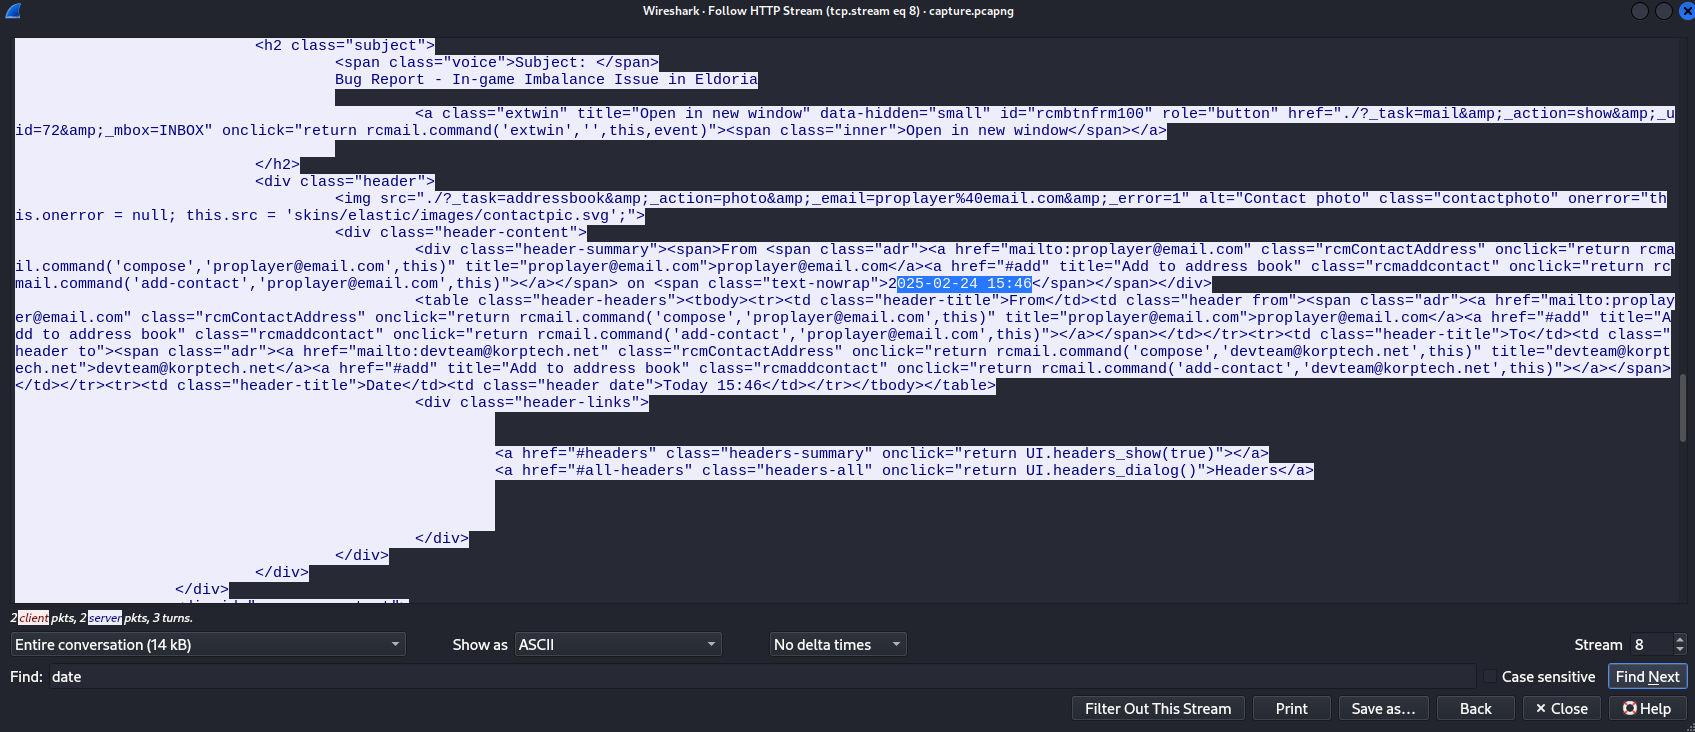 Wireshark · Follow HTTP Stream (tcp.stream eq 8) · capture.pcapng
<h2 class="subject">
<span class="voice">Subject: </span>
Bug Report - In-game Imbalance Issue in Eldoria
<a class="extwin" title="Open in new window" data-hidden="small" id="rcmbtnfrm100" role="button" href="./?_task=mail&amp;_action=show&amp;_u
id=72&amp;_mbox=INBOX" onclick="return rcmail.command('extwin','',this,event)"><span class="inner">Open in new window</span></a>
</h2>
<div class="header">
<img src="./?_task=addressbook&amp;_action=photo&amp;_email=proplayer%40email.com&amp;_error=1" alt="Contact photo" class="contactphoto" onerror="th
is.onerror = null; this.src = 'skins/elastic/images/contactpic.svg';">
<div class="header-content">
<div class="header-summary"><span>From <span class="adr"><a href="mailto:proplayer@email.com" class="rcmContactAddress" onclick="return rcma
il.command('compose','proplayer@email.com',this)" title="proplayer@email.com">proplayer@email.com</a><a href="#add" title="Add to address book" class="rcmaddcontact" onclick="return rc
mail.command('add-contact','proplayer@email.com',this)"></a></span> on <span class="text-nowrap">2025-02-24 15:46</span></span></div>
<table class="header-headers"><tbody><tr><td class="header-title">From</td><td class="header from"><span class="adr"><a href="mailto:proplay
er@email.com" class="rcmContactAddress" onclick="return rcmail.command('compose','proplayer@email.com',this)" title="proplayer@email.com">proplayer@email.com</a><a href="#add" title="A
dd to address book" class="rcmaddcontact" onclick="return rcmail.command('add-contact','proplayer@email.com',this)"></a></span></td></tr><tr><td class="header-title">To</td><td class="
header to"><span class="adr"><a href="mailto:devteam@korptech.net" class="rcmContactAddress" onclick="return rcmail.command('compose','devteam@korptech.net',this)" title="devteam@korpt
ech.net">devteam@korptech.net</a><a href="#add" title="Add to address book" class="rcmaddcontact" onclick="return rcmail.command('add-contact','devteam@korptech.net',this)"></a></span>
</td></tr><tr><td class="header-title">Date</td><td class="header date">Today 15:46</td></tr></tbody></table>
<div class="header-links">
<a href="#headers" class="headers-summary" onclick="return UI.headers_show(true)"></a>
<a href="#all-headers" class="headers-all" onclick="return UI.headers_dialog()">Headers</a>
</div>
</div>
</div>
</div>
2 client pkts, 2 server pkts, 3 turns.
Entire conversation (14 kB) Show as ASCII No delta times Stream 8
Find: date Case sensitive Find Next
Filter Out This Stream Print Save as… Back Close Help